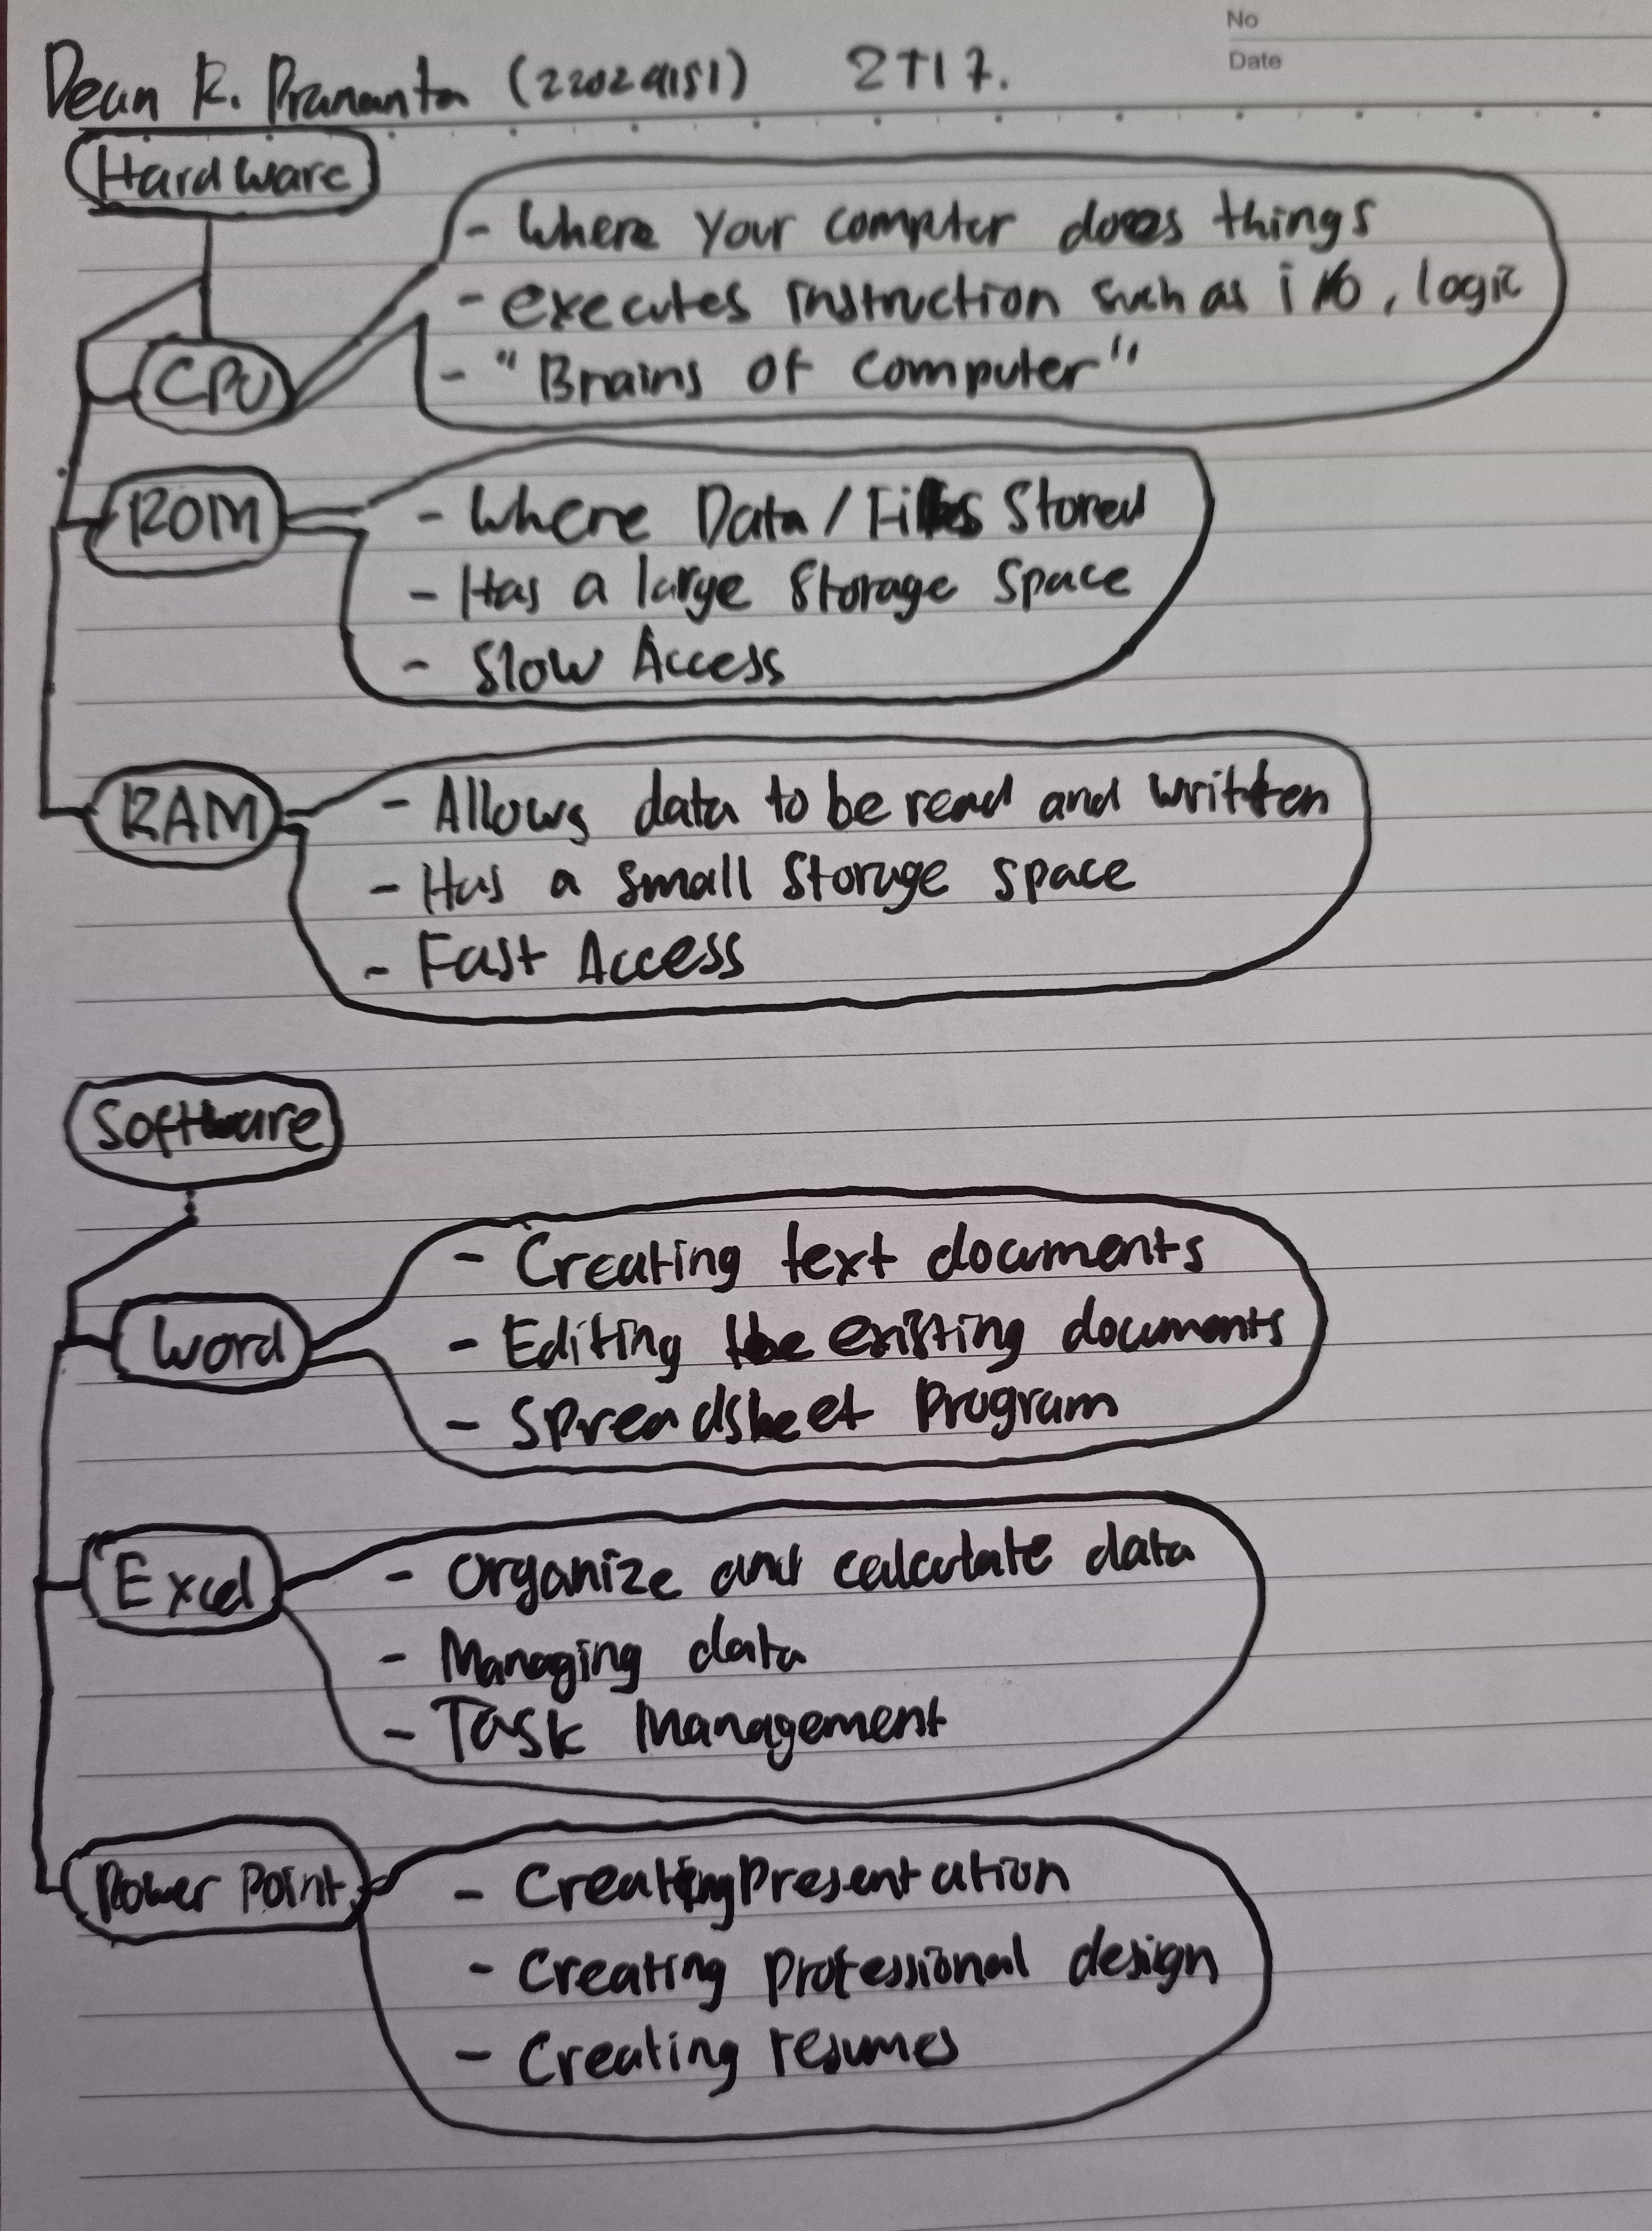 No
Date
Dean R. Prananta (22024151) 2TI7.
Hardware
- Where Your computer does things
- executes instruction such as i/o, logic
CPU
- "Brains of computer"
ROM
- Where Data / Files Stored
- Has a large Storage Space
- Slow Access
RAM
- Allows data to be read and written
- Has a small Storage space
- Fast Access
Software
- Creating text documents
Word
- Editing the existing documents
- Spreadsheet Program
Excel
- Organize and calculate data
- Managing data
- Task Management
Power Point
- Creating Presentation
- Creating professional design
- Creating resumes